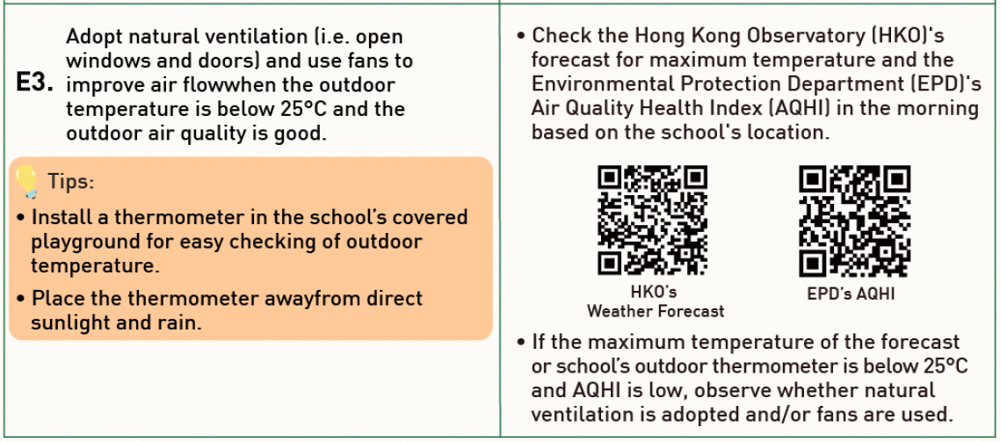 E3. Adopt natural ventilation (i.e. open
windows and doors) and use fans to
improve air flowwhen the outdoor
temperature is below 25°C and the
outdoor air quality is good.
Tips:
• Install a thermometer in the school's covered
playground for easy checking of outdoor
temperature.
• Place the thermometer awayfrom direct
sunlight and rain.
• Check the Hong Kong Observatory (HKO)'s
forecast for maximum temperature and the
Environmental Protection Department (EPD)'s
Air Quality Health Index (AQHI) in the morning
based on the school's location.
HKO's
Weather Forecast
EPD's AQHI
• If the maximum temperature of the forecast
or school's outdoor thermometer is below 25°C
and AQHI is low, observe whether natural
ventilation is adopted and/or fans are used.